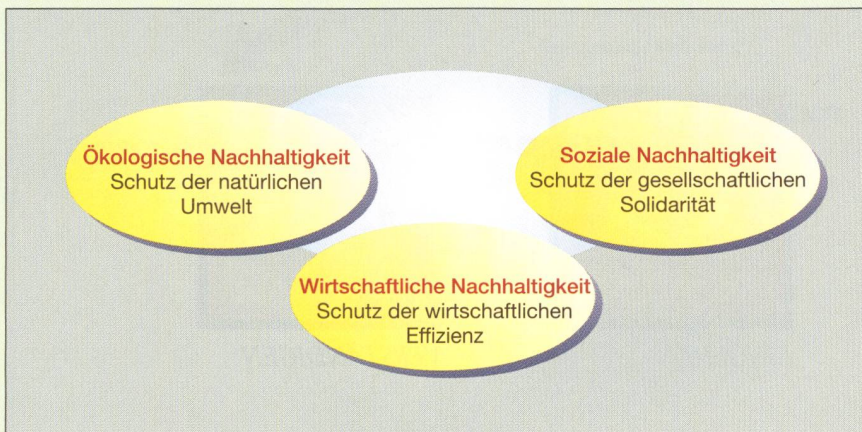 Ökologische Nachhaltigkeit
Schutz der natürlichen
Umwelt
Soziale Nachhaltigkeit
Schutz der gesellschaftlichen
Solidarität
Wirtschaftliche Nachhaltigkeit
Schutz der wirtschaftlichen
Effizienz